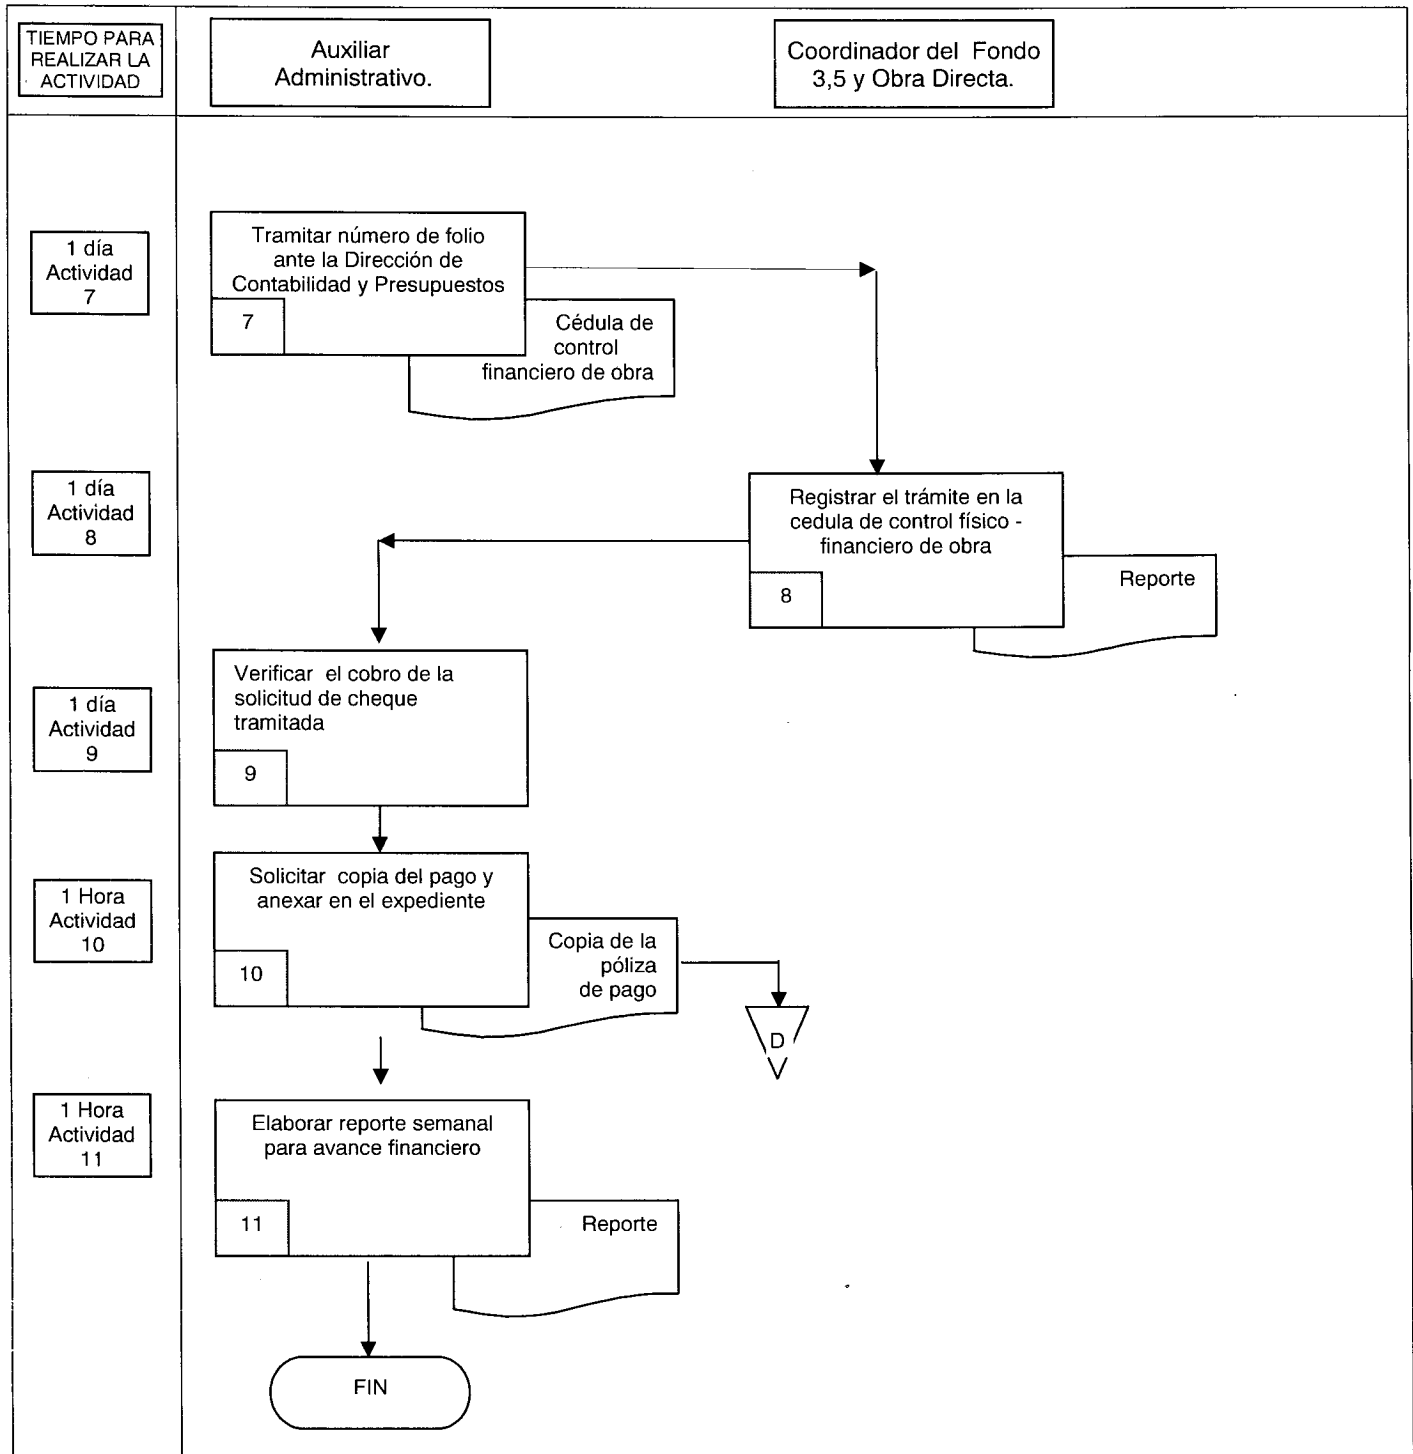 TIEMPO PARA
REALIZAR LA
ACTIVIDAD
Auxiliar
Administrativo.
Coordinador del Fondo
3,5 y Obra Directa.
1 día
Actividad
7
Tramitar número de folio
ante la Dirección de
Contabilidad y Presupuestos
7
Cédula de
control
financiero de obra
1 día
Actividad
8
Registrar el trámite en la
cedula de control físico -
financiero de obra
8
Reporte
1 día
Actividad
9
Verificar el cobro de la
solicitud de cheque
tramitada
9
1 Hora
Actividad
10
Solicitar copia del pago y
anexar en el expediente
10
Copia de la
póliza
de pago
D
1 Hora
Actividad
11
Elaborar reporte semanal
para avance financiero
11
Reporte
FIN